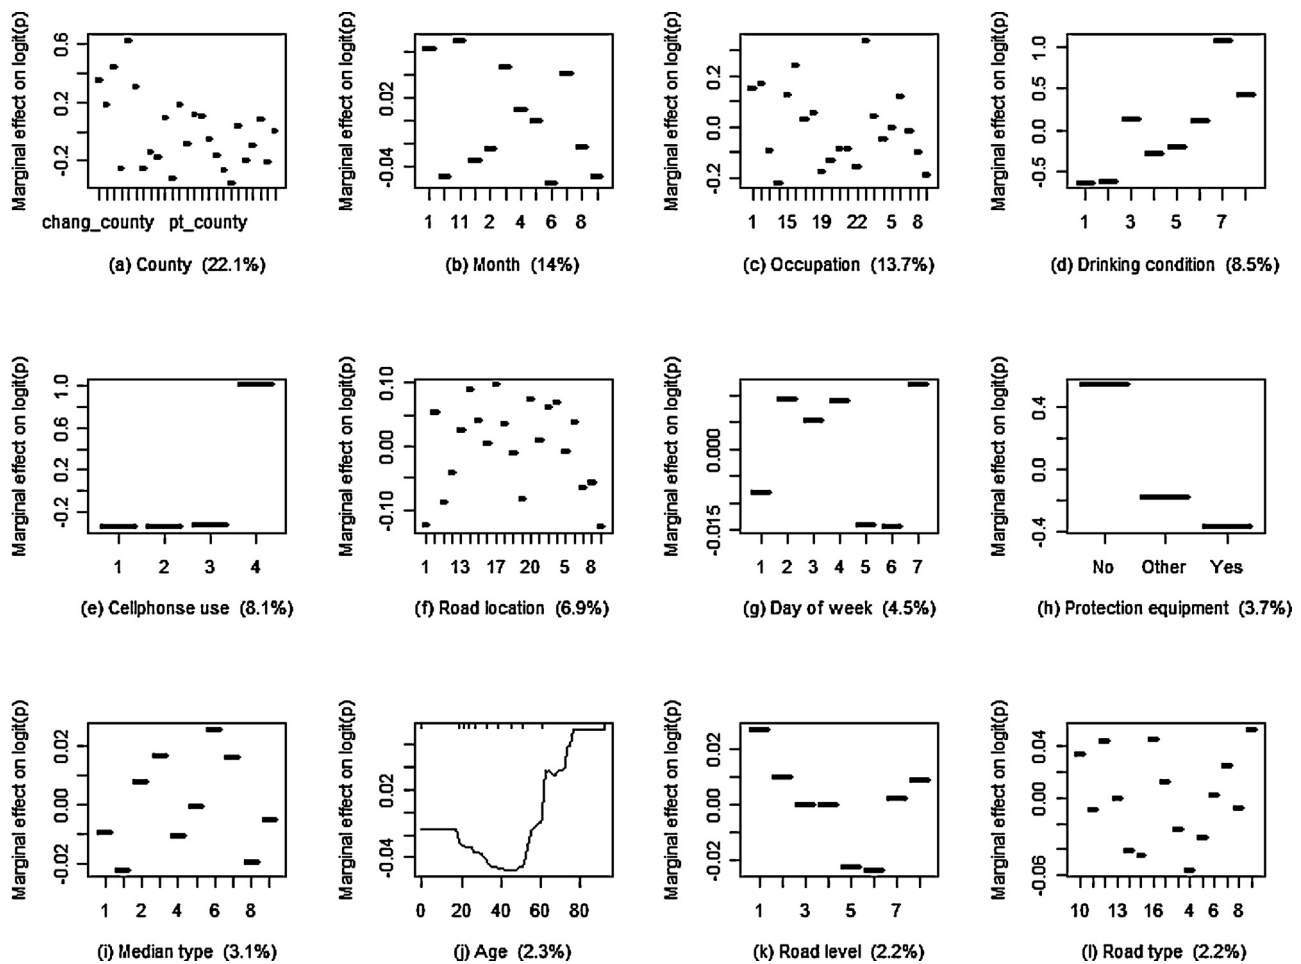 Marginal effect on logit(p)
0.6
0.2
-0.2
chang_county pt_county
(a) County (22.1%)
Marginal effect on logit(p)
0.02
-0.04
1 11 2 4 6 8
(b) Month (14%)
Marginal effect on logit(p)
0.2
0.0
-0.2
1 15 19 22 5 8
(c) Occupation (13.7%)
Marginal effect on logit(p)
1.0
0.0
-0.5
1 3 5 7
(d) Drinking condition (8.5%)
Marginal effect on logit(p)
1.0
0.6
0.2
-0.2
1 2 3 4
(e) Cellphonse use (8.1%)
Marginal effect on logit(p)
0.10
0.00
-0.10
1 13 17 20 5 8
(f) Road location (6.9%)
Marginal effect on logit(p)
0.000
-0.015
1 2 3 4 5 6 7
(g) Day of week (4.5%)
Marginal effect on logit(p)
0.4
0.0
-0.4
No Other Yes
(h) Protection equipment (3.7%)
Marginal effect on logit(p)
0.02
0.00
-0.02
1 2 4 6 8
(i) Median type (3.1%)
Marginal effect on logit(p)
0.02
-0.04
0 20 40 60 80
(j) Age (2.3%)
Marginal effect on logit(p)
0.02
0.00
-0.02
1 3 5 7
(k) Road level (2.2%)
Marginal effect on logit(p)
0.04
0.00
-0.06
10 13 16 4 6 8
(l) Road type (2.2%)